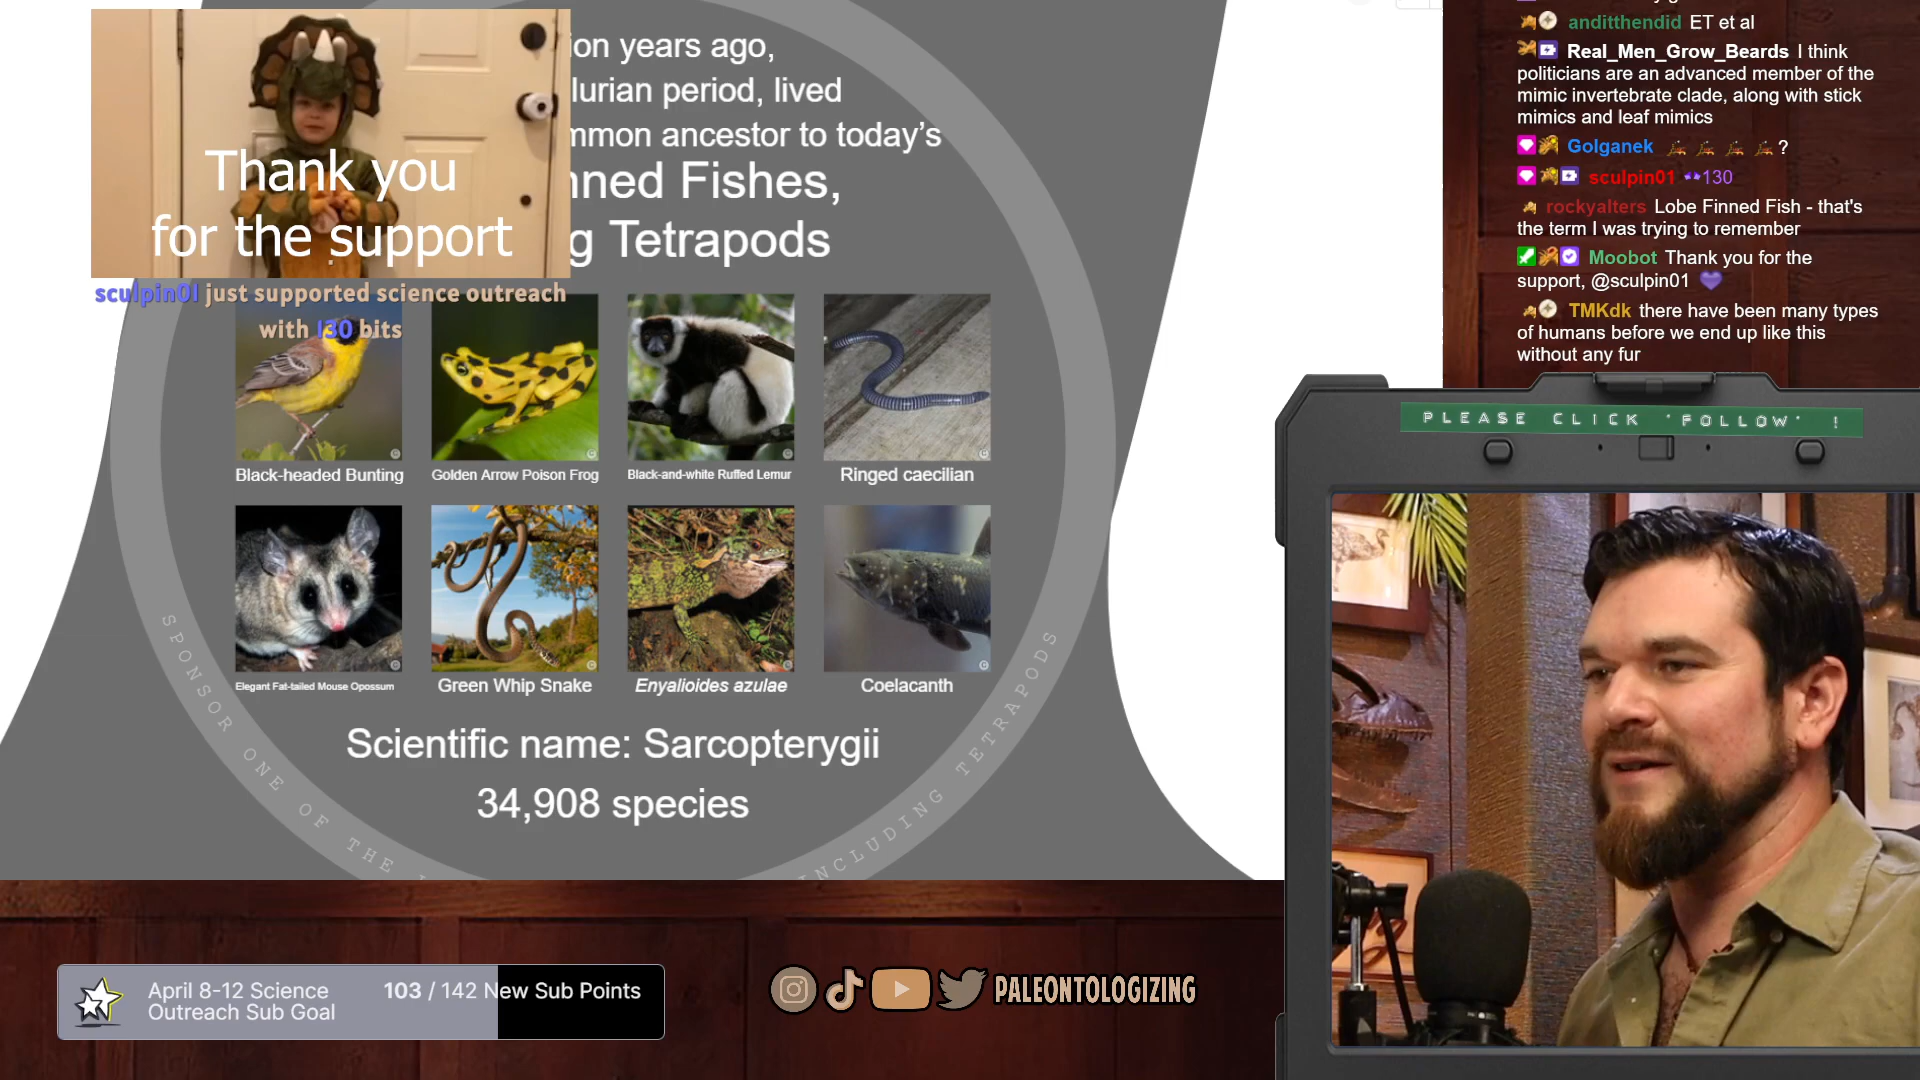 ion years ago,
lurian period, lived
mmon ancestor to today's
nned Fishes,
g Tetrapods
Thank you
for the support
sculpin01 just supported science outreach
with 130 bits
Black-headed Bunting
Golden Arrow Poison Frog
Black-and-white Ruffed Lemur
Ringed caecilian
Elegant Fat-tailed Mouse Opossum
Green Whip Snake
Enyalioides azulae
Coelacanth
Scientific name: Sarcopterygii
34,908 species
SPONSOR ONE OF THE
INCLUDING TETRAPODS
April 8-12 Science
Outreach Sub Goal
103 / 142 New Sub Points
PALEONTOLOGIZING
anditthendid ET et al
Real_Men_Grow_Beards I think
politicians are an advanced member of the
mimic invertebrate clade, along with stick
mimics and leaf mimics
Golganek ?
sculpin01 130
rockyalters Lobe Finned Fish - that's
the term I was trying to remember
Moobot Thank you for the
support, @sculpin01
TMKdk there have been many types
of humans before we end up like this
without any fur
PLEASE CLICK "FOLLOW" !